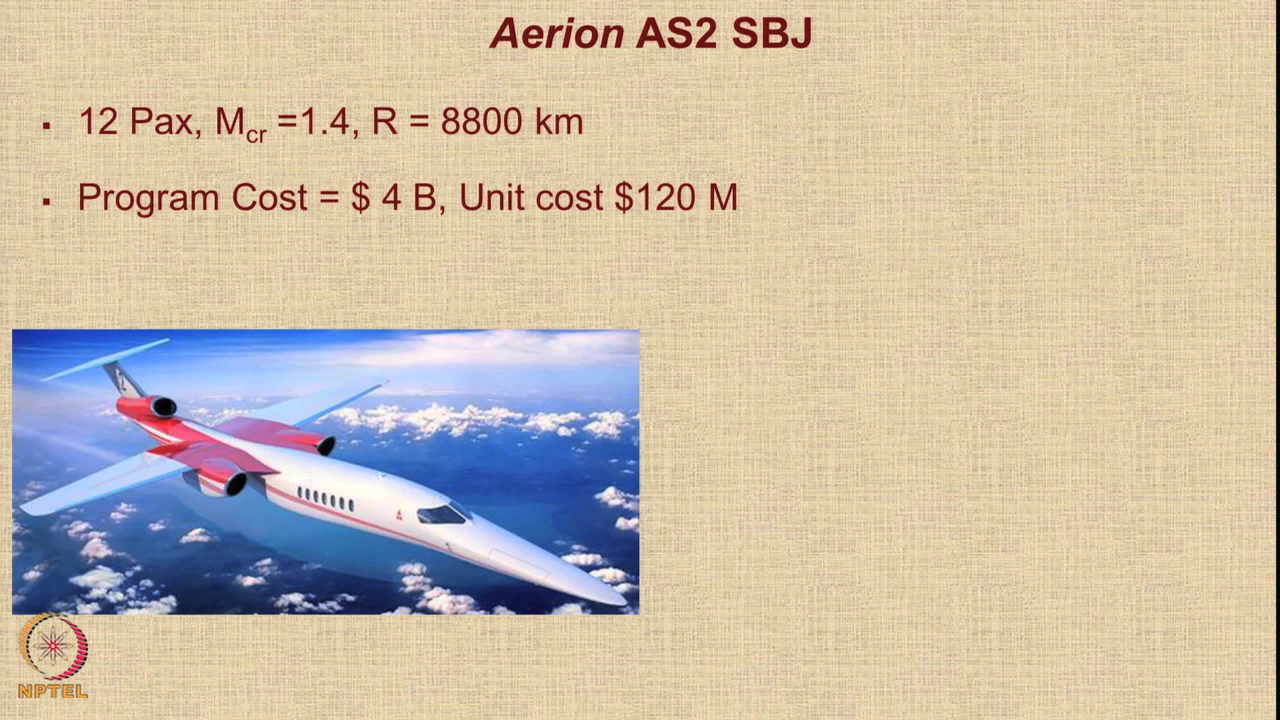 Aerion AS2 SBJ
▪ 12 Pax, Mcr =1.4, R = 8800 km
▪ Program Cost = $ 4 B, Unit cost $120 M
NPTEL